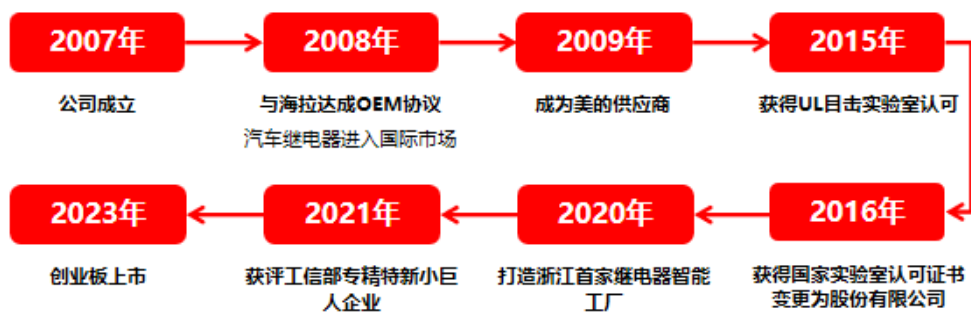 2007年
2008年
2009年
2015年
公司成立
与海拉达成OEM协议
汽车继电器进入国际市场
成为美的供应商
获得UL目击实验室认可
2023年
2021年
2020年
2016年
创业板上市
获评工信部专精特新小巨
人企业
打造浙江首家继电器智能
工厂
获得国家实验室认可证书
变更为股份有限公司